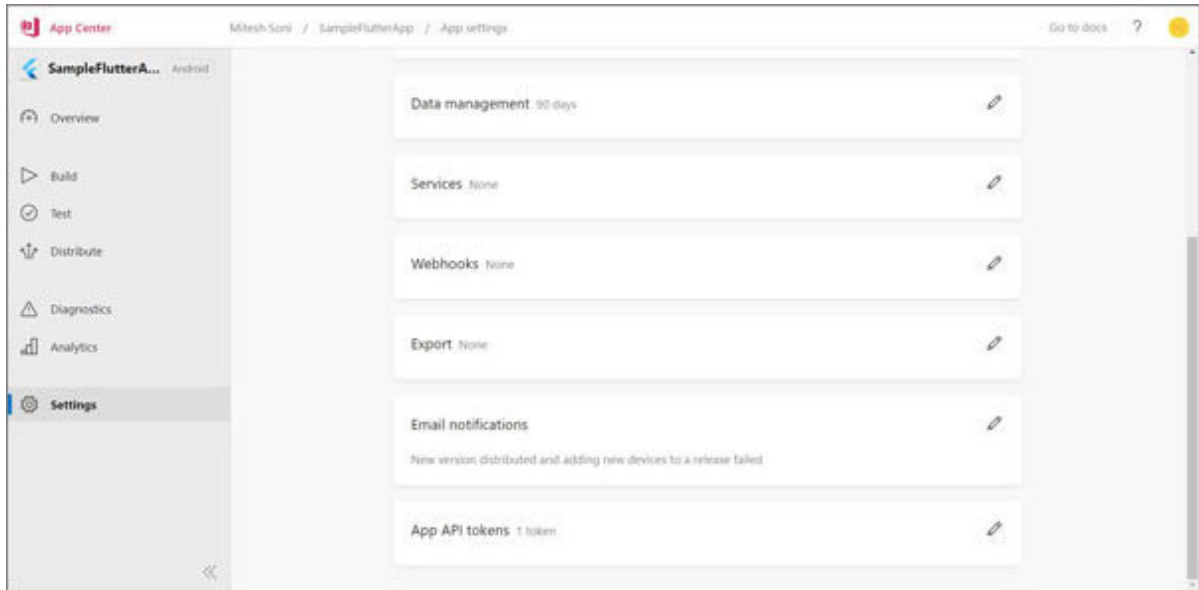 App Center
Mitesh Soni / SampleFlutterApp / App settings
Go to docs ?
SampleFlutterA... Android
Overview
Build
Test
Distribute
Diagnostics
Analytics
Settings
Data management 90 days
Services None
Webhooks None
Export None
Email notifications
New version distributed and adding new devices to a release failed
App API tokens 1 token